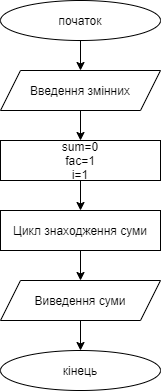 початок
Введення змінних
sum=0
fac=1
i=1
Цикл знаходження суми
Виведення суми
кінець